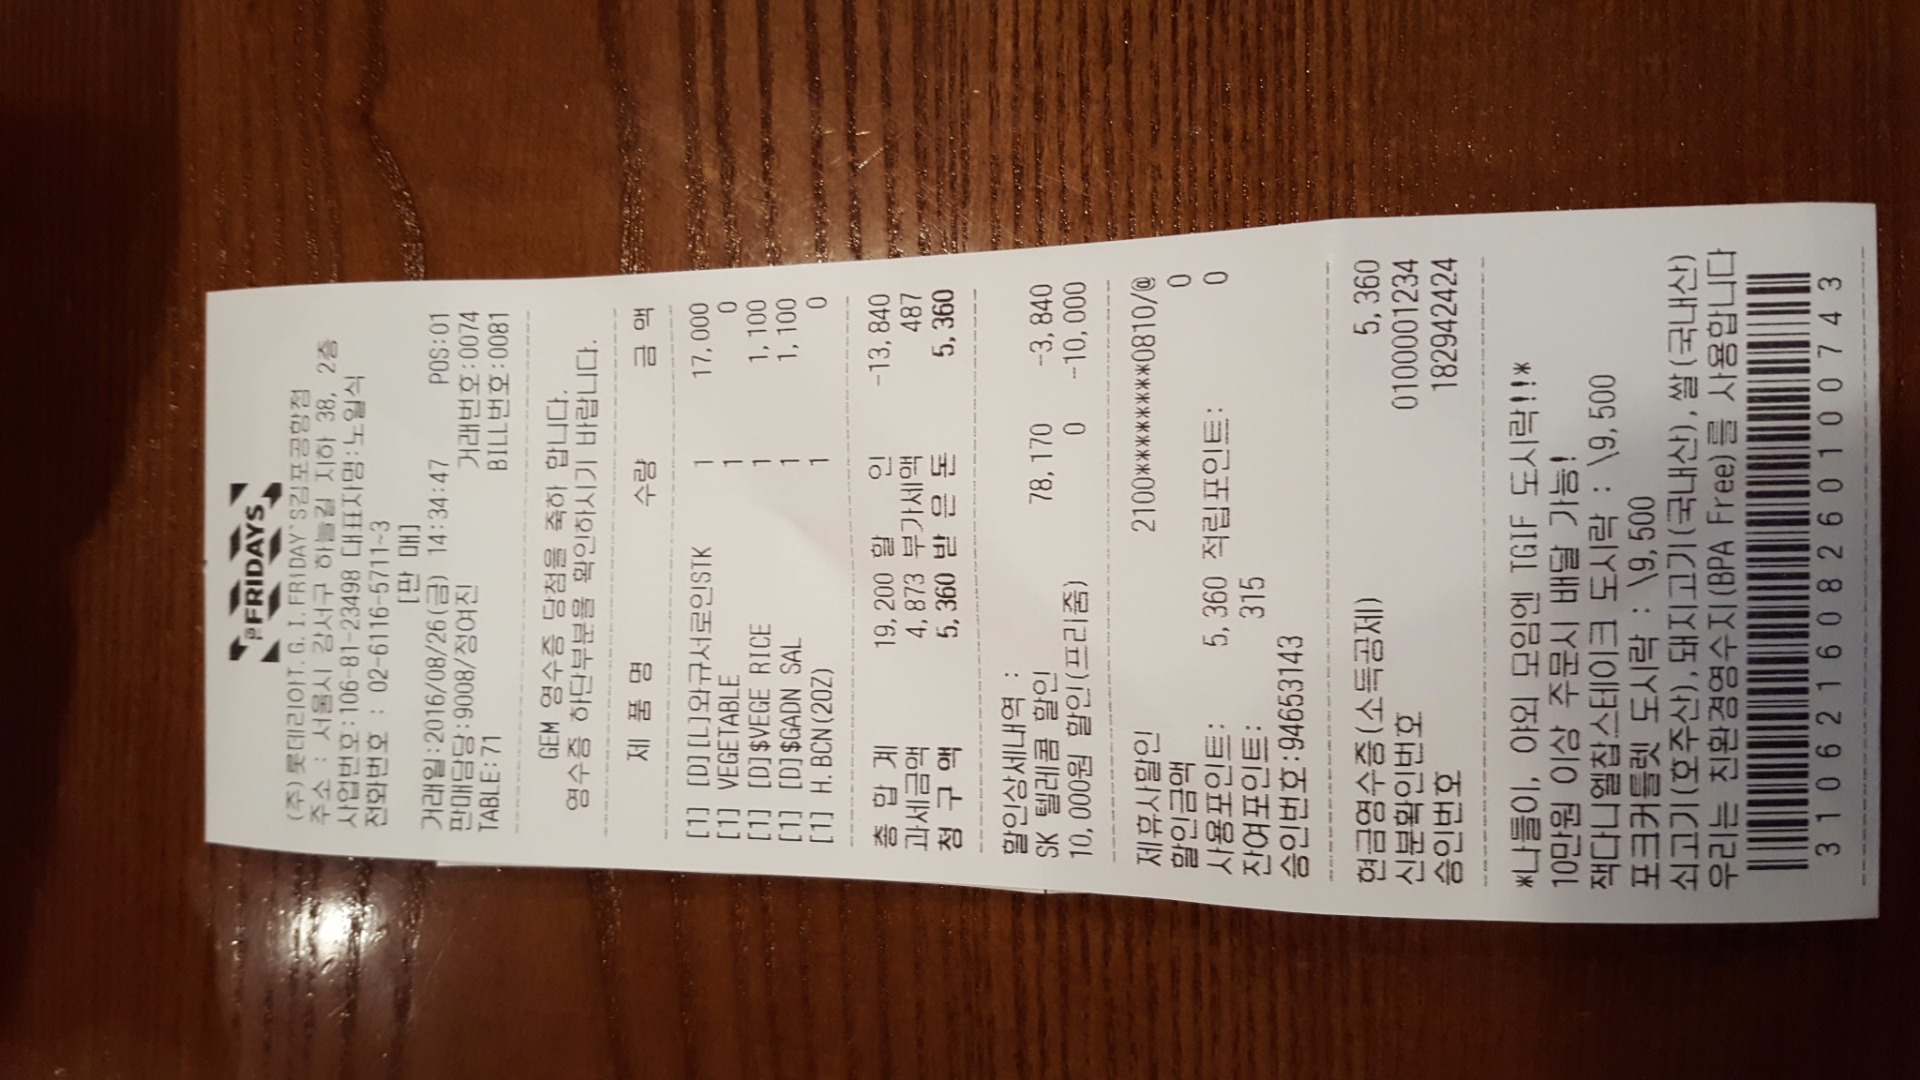 TGI FRIDAYS
(주)롯데리아T.G.I.FRIDAY`S김포공항점
주소 : 서울시 강서구 하늘길 지하 38, 2층
사업번호:106-81-23498 대표자명:노일식
전화번호 : 02-6116-5711~3
[판 매]
거래일:2016/08/26(금) 14:34:47 POS:01
판매담당:9008/정여진 거래번호:0074
TABLE:71 BILL번호:0081
GEM 영수증 당첨을 축하 합니다.
영수증 하단부분을 확인하시기 바랍니다.
제 품 명 수량 금 액
[1] [D][L]와규서로인STK 1 17,000
[1] VEGETABLE 1 0
[1] [D]$VEGE RICE 1 1,100
[1] [D]$GADN SAL 1 1,100
[1] H.BCN(2OZ) 1 0
총 합 계 19,200 할 인 -13,840
과세금액 4,873 부가세액 487
청 구 액 5,360 받 은 돈 5,360
할인상세내역 :
SK 텔레콤 할인 78,170 -3,840
10,000원 할인(프리줌) 0 -10,000
제휴사할인 2100**********0810/@
할인금액 0
사용포인트: 5,360 적립포인트: 0
잔여포인트: 315
승인번호:94653143
현금영수증(소득공제) 5,360
신분확인번호 0100001234
승인번호 182942424
*나들이, 야외 모임엔 TGIF 도시락!!*
10만원 이상 주문시 배달 가능!
잭다니엘찹스테이크 도시락 : \9,500
포크커틀렛 도시락 : \9,500
쇠고기(호주산),돼지고기(국내산),쌀(국내산)
우리는 친환경영수지(BPA Free)를 사용합니다
310621608260100743